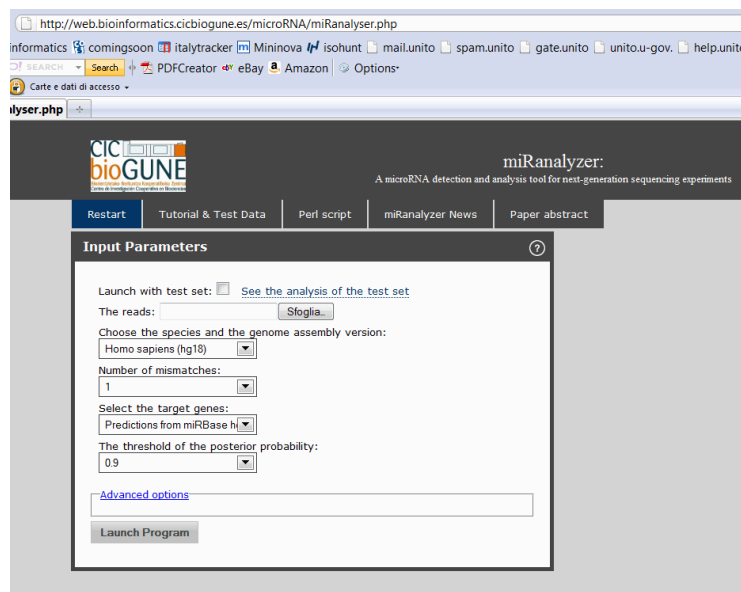 http://web.bioinformatics.cicbiogune.es/microRNA/miRanalyser.php
informatics comingsoon italytracker Mininova isohunt mail.unito spam.unito gate.unito unito.u-gov. help.unit
SEARCH Search PDFCreator eBay Amazon Options
Carte e dati di accesso
lyser.php
CIC
bioGUNE
miRanalyzer:
A microRNA detection and analysis tool for next-generation sequencing experiments
Restart Tutorial & Test Data Perl script miRanalyzer News Paper abstract
Input Parameters ?
Launch with test set: See the analysis of the test set
The reads: Sfoglia..
Choose the species and the genome assembly version:
Homo sapiens (hg18)
Number of mismatches:
1
Select the target genes:
Predictions from miRBase h
The threshold of the posterior probability:
0.9
Advanced options
Launch Program